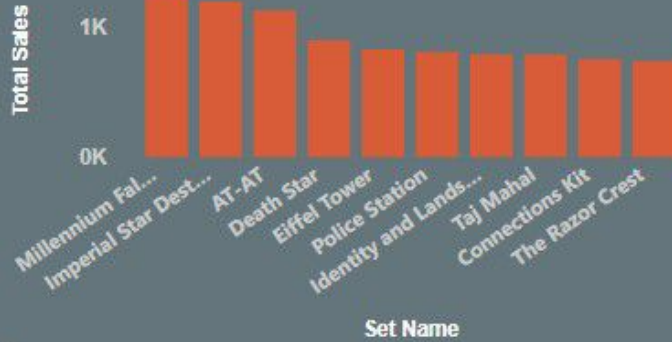 Total Sales
1K
0K
Millennium Fal...
Imperial Star Dest...
AT-AT
Death Star
Eiffel Tower
Police Station
Identity and Lands...
Taj Mahal
Connections Kit
The Razor Crest
Set Name